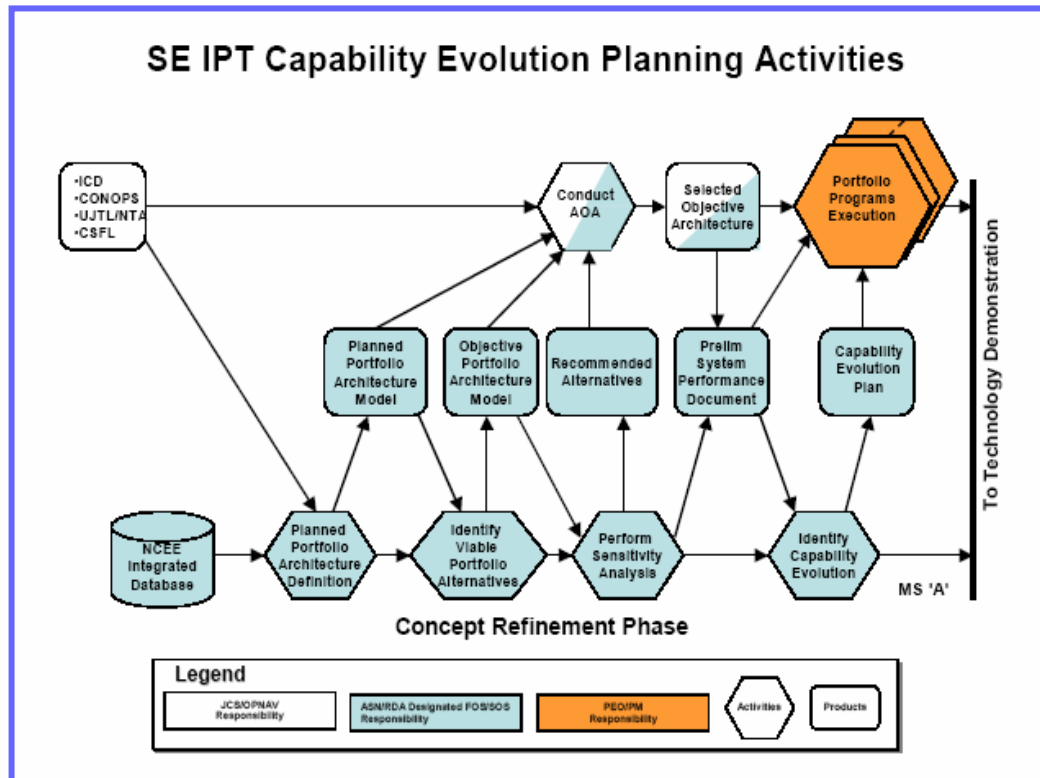 SE IPT Capability Evolution Planning Activities
•ICD
•CONOPS
•UJTL/NTA
•CSFL
Conduct
AOA
Selected
Objective
Architecture
Portfolio
Programs
Execution
Planned
Portfolio
Architecture
Model
Objective
Portfolio
Architecture
Model
Recommended
Alternatives
Prelim
System
Performance
Document
Capability
Evolution
Plan
To Technology Demonstration
NCEE
Integrated
Database
Planned
Portfolio
Architecture
Definition
Identify
Viable
Portfolio
Alternatives
Perform
Sensitivity
Analysis
Identify
Capability
Evolution
MS 'A'
Concept Refinement Phase
Legend
JCS/OPNAV
Responsibility
ASN/RDA Designated FOS/SOS
Responsibility
PEO/PM
Responsibility
Activities
Products